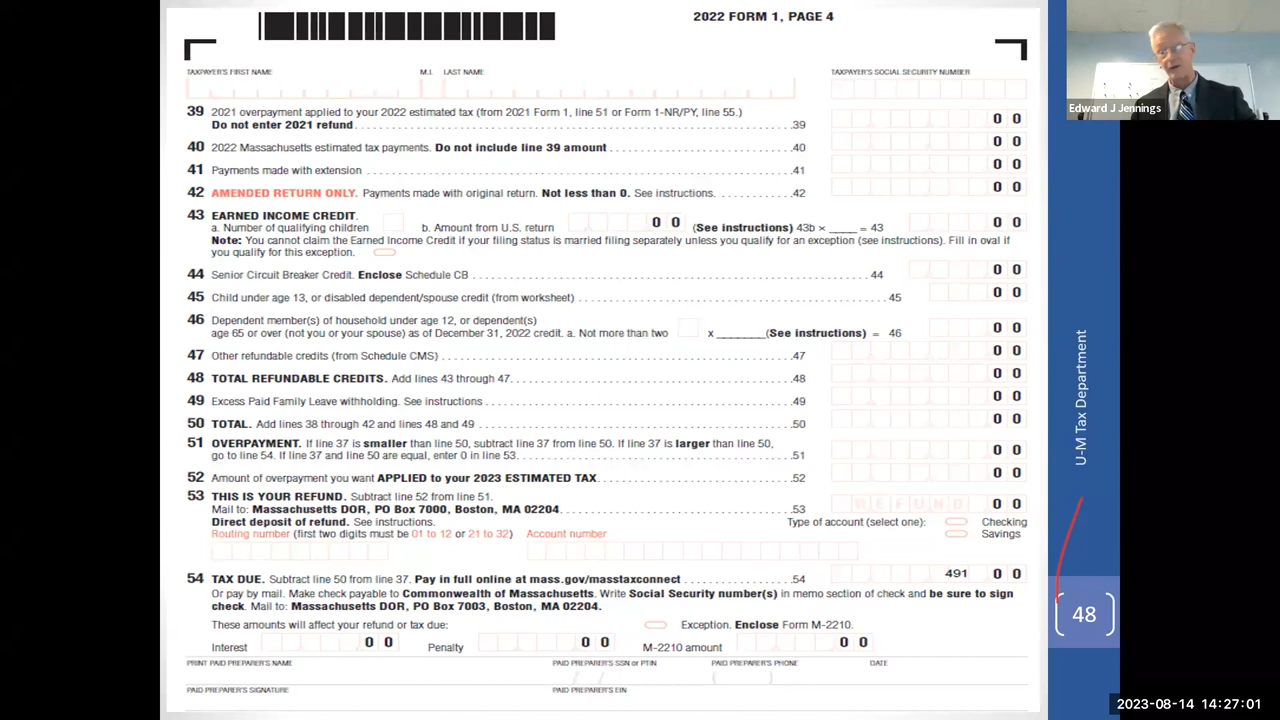 2022 FORM 1, PAGE 4
TAXPAYER'S FIRST NAME M.I. LAST NAME TAXPAYER'S SOCIAL SECURITY NUMBER
39 2021 overpayment applied to your 2022 estimated tax (from 2021 Form 1, line 51 or Form 1-NR/PY, line 55.)
Do not enter 2021 refund 39 0 0
40 2022 Massachusetts estimated tax payments. Do not include line 39 amount 40 0 0
41 Payments made with extension 41 0 0
42 AMENDED RETURN ONLY. Payments made with original return. Not less than 0. See instructions. 42 0 0
43 EARNED INCOME CREDIT.
a. Number of qualifying children b. Amount from U.S. return 0 0 (See instructions) 43b × ____ = 43 0 0
Note: You cannot claim the Earned Income Credit if your filing status is married filing separately unless you qualify for an exception (see instructions). Fill in oval if
you qualify for this exception.
44 Senior Circuit Breaker Credit. Enclose Schedule CB 44 0 0
45 Child under age 13, or disabled dependent/spouse credit (from worksheet) 45 0 0
46 Dependent member(s) of household under age 12, or dependent(s)
age 65 or over (not you or your spouse) as of December 31, 2022 credit. a. Not more than two x _______(See instructions) = 46 0 0
47 Other refundable credits (from Schedule CMS) 47 0 0
48 TOTAL REFUNDABLE CREDITS. Add lines 43 through 47. 48 0 0
49 Excess Paid Family Leave withholding. See instructions 49 0 0
50 TOTAL. Add lines 38 through 42 and lines 48 and 49 50 0 0
51 OVERPAYMENT. If line 37 is smaller than line 50, subtract line 37 from line 50. If line 37 is larger than line 50,
go to line 54. If line 37 and line 50 are equal, enter 0 in line 53. 51 0 0
52 Amount of overpayment you want APPLIED to your 2023 ESTIMATED TAX 52 0 0
53 THIS IS YOUR REFUND. Subtract line 52 from line 51.
Mail to: Massachusetts DOR, PO Box 7000, Boston, MA 02204 53 REFUND 0 0
Direct deposit of refund. See instructions. Type of account (select one): Checking
Routing number (first two digits must be 01 to 12 or 21 to 32) Account number Savings
54 TAX DUE. Subtract line 50 from line 37. Pay in full online at mass.gov/masstaxconnect 54 491 0 0
Or pay by mail. Make check payable to Commonwealth of Massachusetts. Write Social Security number(s) in memo section of check and be sure to sign
check. Mail to: Massachusetts DOR, PO Box 7003, Boston, MA 02204.
These amounts will affect your refund or tax due: Exception. Enclose Form M-2210.
Interest 0 0 Penalty 0 0 M-2210 amount 0 0
PRINT PAID PREPARER'S NAME PAID PREPARER'S SSN or PTIN PAID PREPARER'S PHONE DATE
PAID PREPARER'S SIGNATURE PAID PREPARER'S EIN
Edward J Jennings
U-M Tax Department
48
2023-08-14 14:27:01